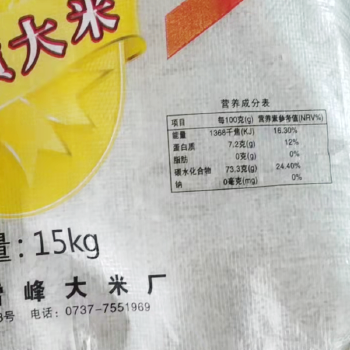 大米
营养成分表
项目 每100克(g) 营养素参考值(NRV%)
能量 1368千焦(KJ) 16.30%
蛋白质 7.2克(g) 12%
脂肪 0克(g) 0%
碳水化合物 73.3克(g) 24.40%
钠 0毫克(mg) 0%
量:15kg
峰大米厂
8号 电话:0737-7551969